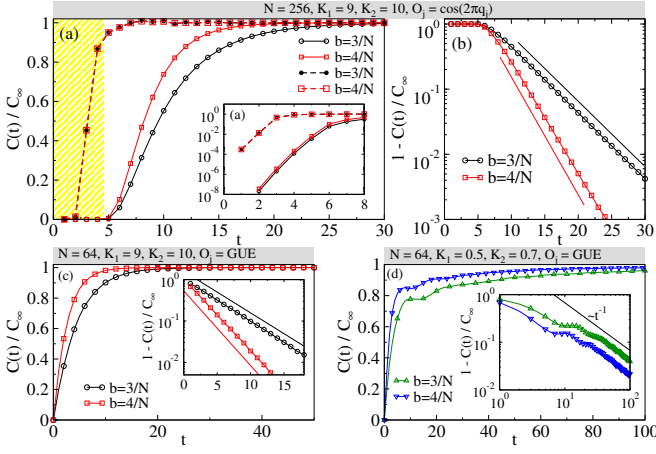 N = 256, K₁ = 9, K₂ = 10, Oⱼ = cos(2πqⱼ)
(a)
C(t) / C∞
1
0.8
0.6
0.4
0.2
0
b=3/N
b=4/N
b=3/N
b=4/N
(a)
10⁰
10⁻²
10⁻⁴
10⁻⁶
10⁻⁸
0 2 4 6 8
0 5 10 15 20 25 30
t
(b)
1 - C(t) / C∞
10⁰
10⁻¹
10⁻²
10⁻³
b=3/N
b=4/N
0 5 10 15 20 25 30
t
N = 64, K₁ = 9, K₂ = 10, Oⱼ = GUE
(c)
C(t) / C∞
1
0.8
0.6
0.4
0.2
0
1 - C(t) / C∞
10⁰
10⁻¹
10⁻²
0 5 10 15
b=3/N
b=4/N
0 20 40
t
N = 64, K₁ = 0.5, K₂ = 0.7, Oⱼ = GUE
(d)
C(t) / C∞
1
0.8
0.6
0.4
0.2
0
1 - C(t) / C∞
10⁰
10⁻¹
10⁻²
~t⁻¹
10⁰ 10¹ 10²
b=3/N
b=4/N
0 20 40 60 80 100
t